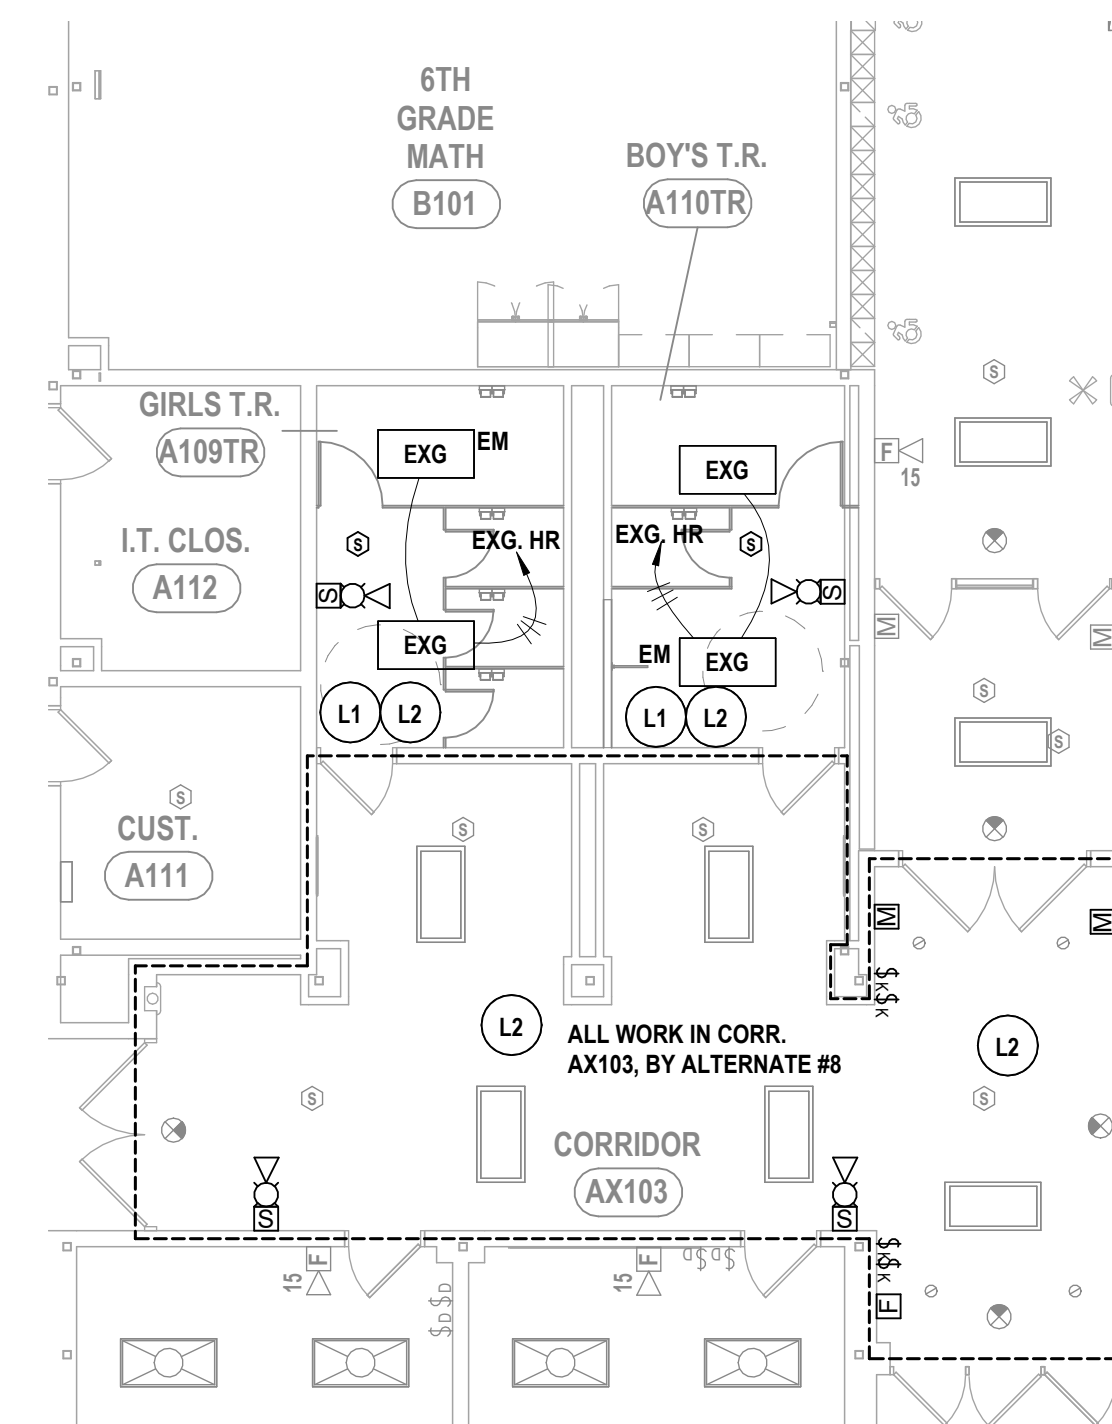 6TH
GRADE
MATH
B101
BOY'S T.R.
A110TR
S
GIRLS T.R.
A109TR
EXG
EM
EXG
F
15
I.T. CLOS.
A112
S
EXG. HR
EXG. HR
S
S
S
M
M
EXG
EM
EXG
S
L1
L2
L1
L2
S
S
CUST.
A111
S
S
M
M
$K$K
L2
ALL WORK IN CORR.
AX103, BY ALTERNATE #8
L2
S
S
CORRIDOR
AX103
S
S
F
15
F
15
$D$D
$D$D
$K$K
F